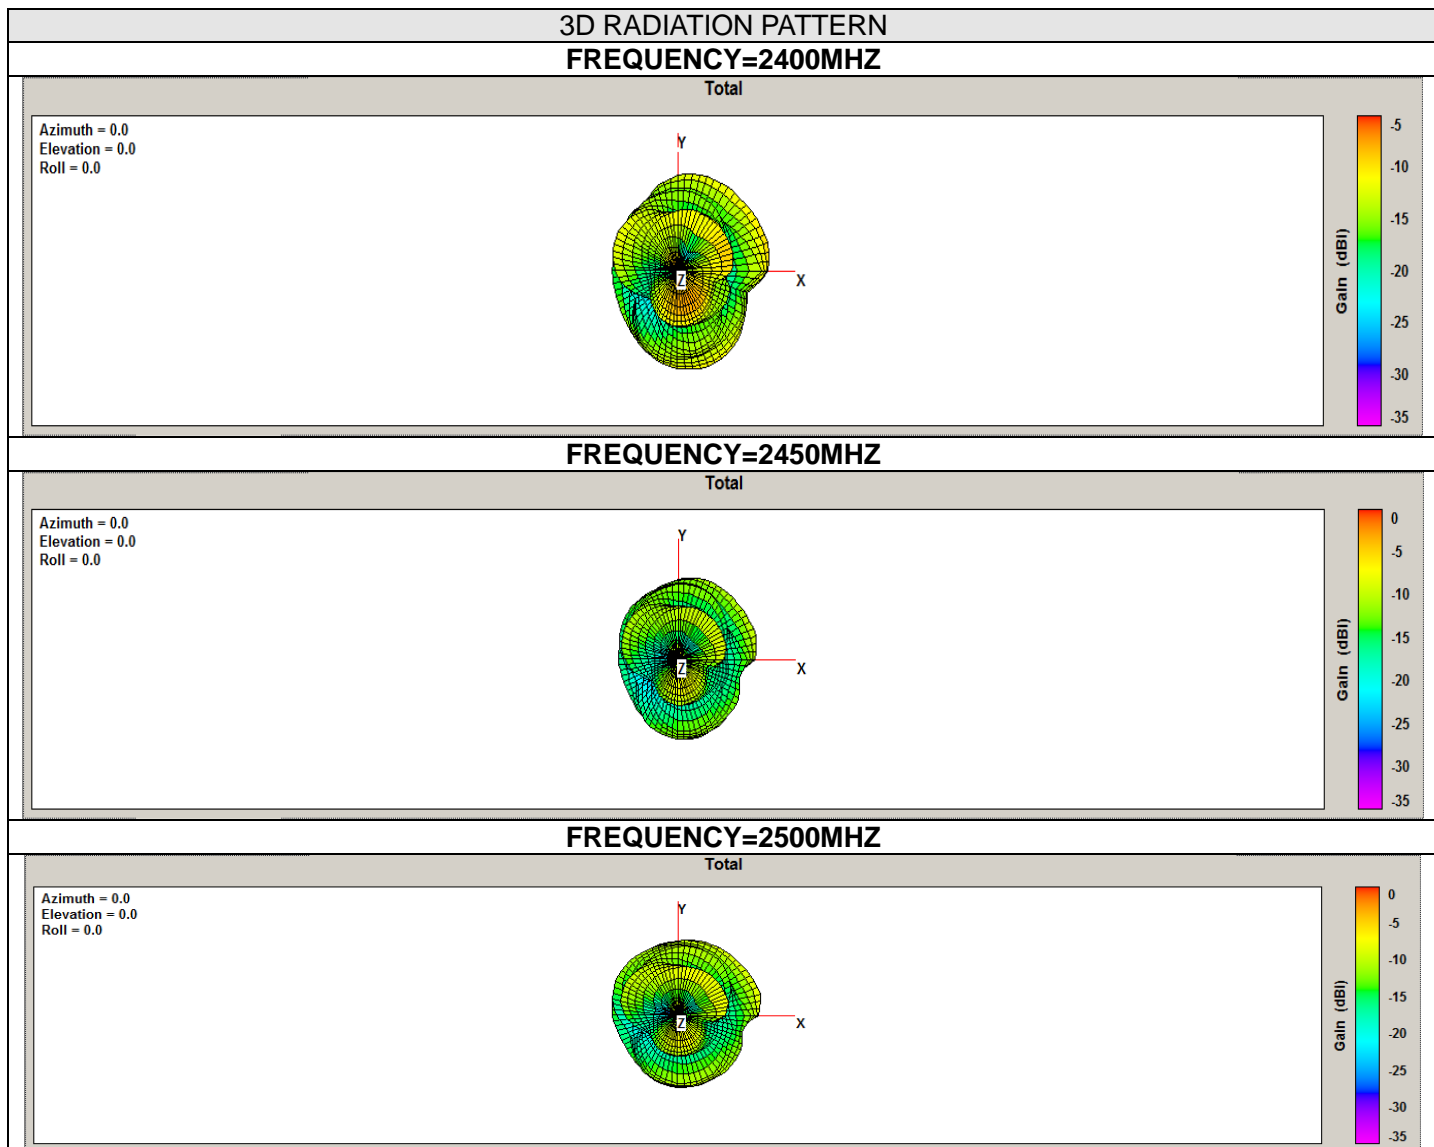 3D RADIATION PATTERN
FREQUENCY=2400MHZ
Total
Azimuth = 0.0
Elevation = 0.0
Roll = 0.0
Y
X
Z
-5
-10
-15
-20
-25
-30
-35
Gain (dBI)
FREQUENCY=2450MHZ
Total
Azimuth = 0.0
Elevation = 0.0
Roll = 0.0
Y
X
Z
0
-5
-10
-15
-20
-25
-30
-35
Gain (dBI)
FREQUENCY=2500MHZ
Total
Azimuth = 0.0
Elevation = 0.0
Roll = 0.0
Y
X
Z
0
-5
-10
-15
-20
-25
-30
-35
Gain (dBI)